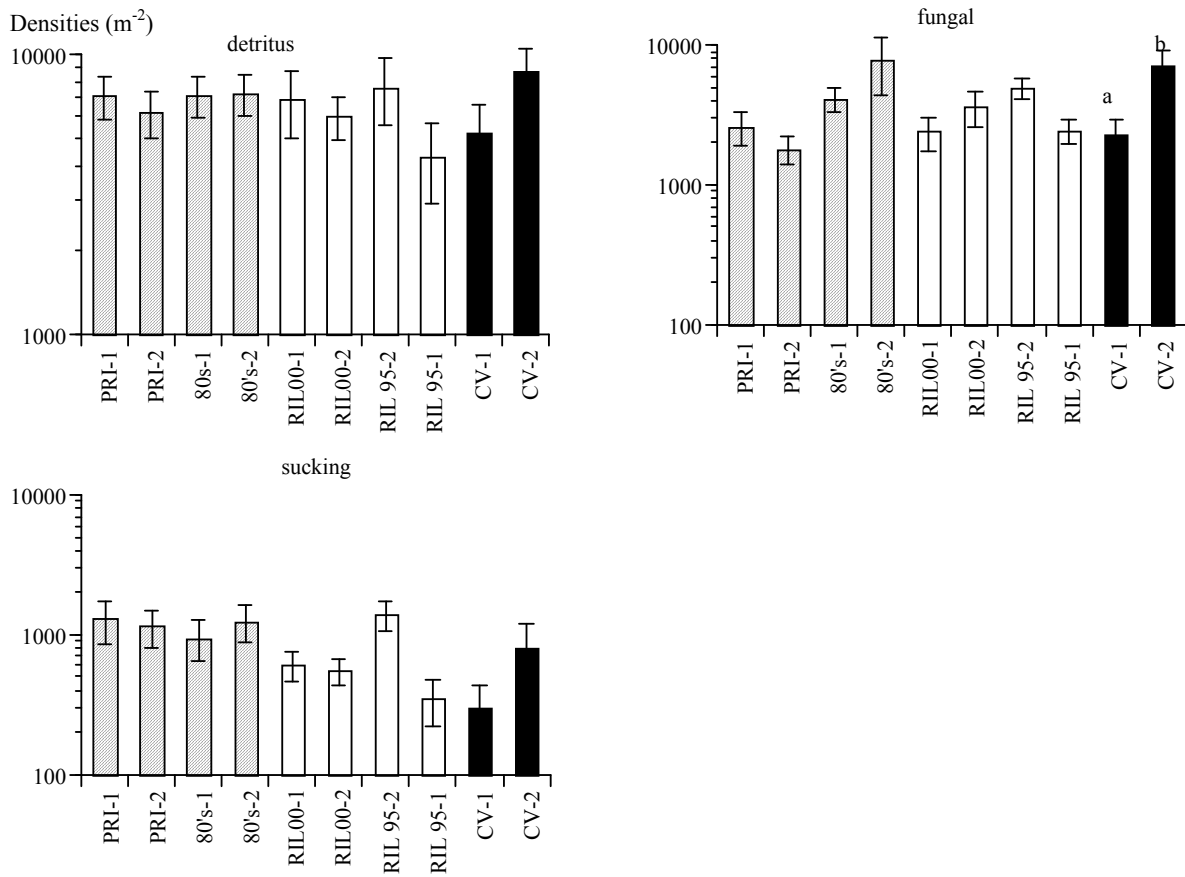 Densities (m-2)
detritus
10000
1000
PRI-1
PRI-2
80s-1
80's-2
RIL00-1
RIL00-2
RIL 95-2
RIL 95-1
CV-1
CV-2
fungal
10000
1000
100
a
b
PRI-1
PRI-2
80's-1
80's-2
RIL00-1
RIL00-2
RIL 95-2
RIL 95-1
CV-1
CV-2
sucking
10000
1000
100
PRI-1
PRI-2
80's-1
80's-2
RIL00-1
RIL00-2
RIL 95-2
RIL 95-1
CV-1
CV-2